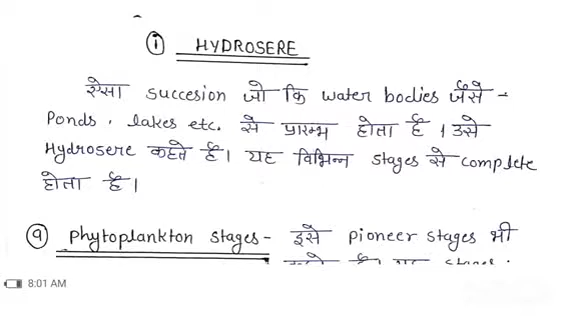 ① HYDROSERE
ऐसा succesion जो कि water bodies जैसे -
Ponds, lakes etc. से प्रारम्भ होता है। उसे
Hydrosere कहते है। यह विभिन्न stages से complete
होता है।
ⓐ Phytoplankton stages - इसे pioneer stages भी
8:01 AM